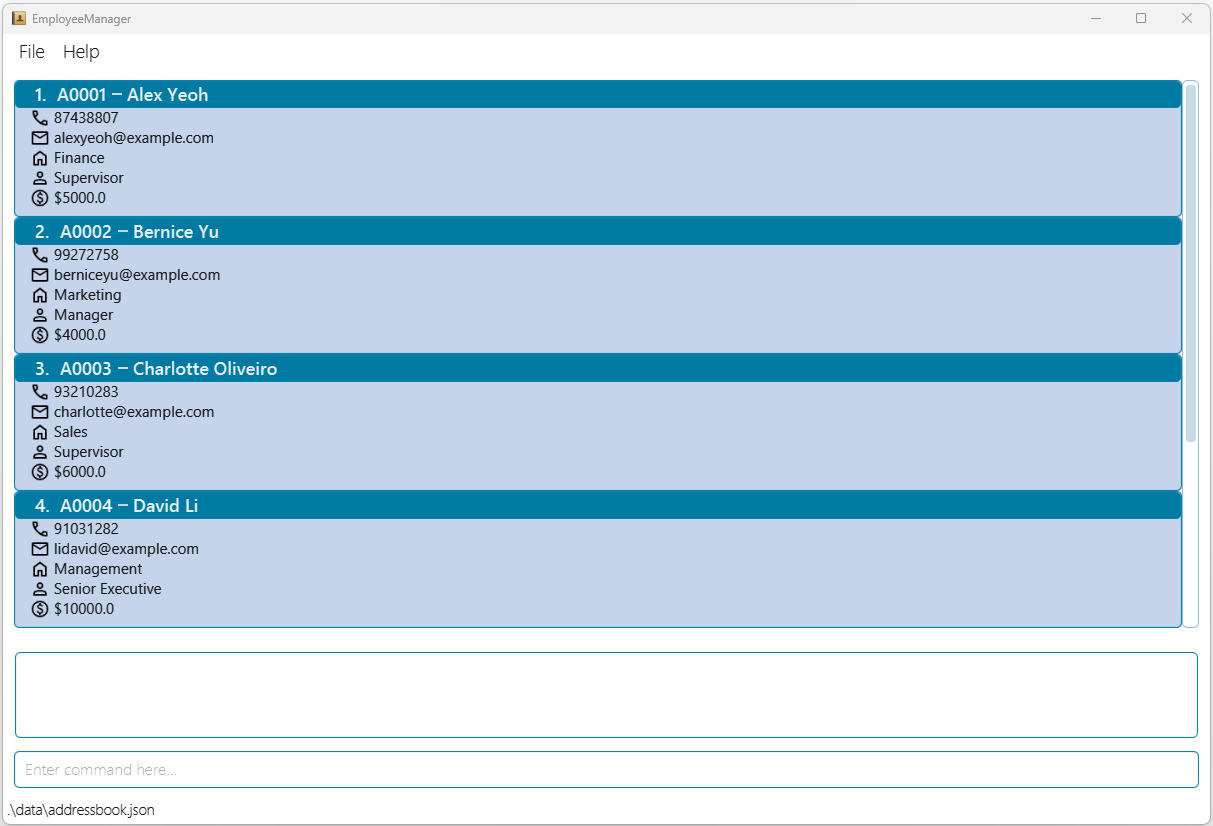 EmployeeManager
File Help
1. A0001 – Alex Yeoh
87438807
alexyeoh@example.com
Finance
Supervisor
$5000.0
2. A0002 – Bernice Yu
99272758
berniceyu@example.com
Marketing
Manager
$4000.0
3. A0003 – Charlotte Oliveiro
93210283
charlotte@example.com
Sales
Supervisor
$6000.0
4. A0004 – David Li
91031282
lidavid@example.com
Management
Senior Executive
$10000.0
Enter command here...
.\data\addressbook.json